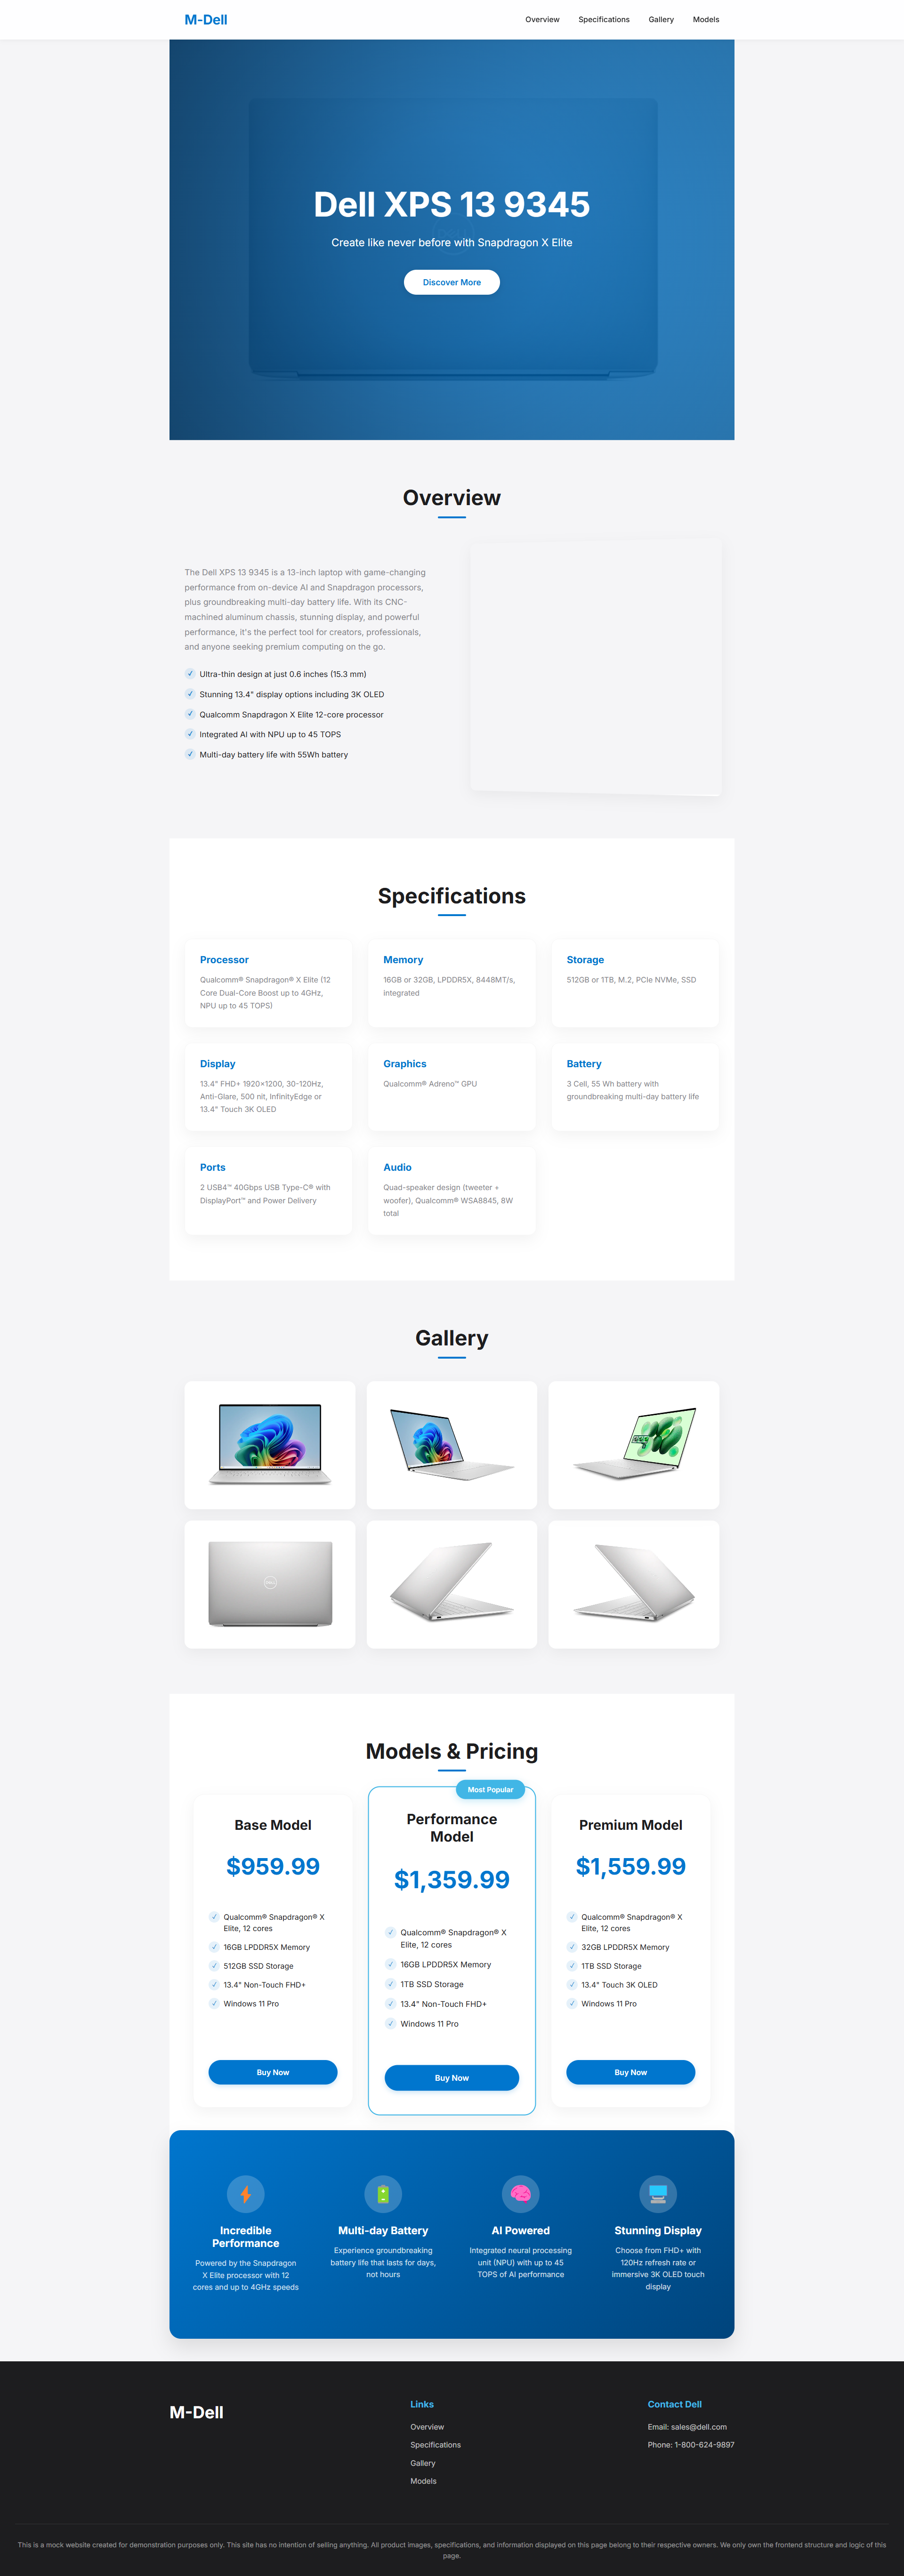 M-Dell
Overview
Specifications
Gallery
Models
Dell XPS 13 9345
Create like never before with Snapdragon X Elite
Discover More
Overview
The Dell XPS 13 9345 is a 13-inch laptop with game-changing
performance from on-device AI and Snapdragon processors,
plus groundbreaking multi-day battery life. With its CNC-
machined aluminum chassis, stunning display, and powerful
performance, it's the perfect tool for creators, professionals,
and anyone seeking premium computing on the go.
✓ Ultra-thin design at just 0.6 inches (15.3 mm)
✓ Stunning 13.4" display options including 3K OLED
✓ Qualcomm Snapdragon X Elite 12-core processor
✓ Integrated AI with NPU up to 45 TOPS
✓ Multi-day battery life with 55Wh battery
Specifications
Processor
Qualcomm® Snapdragon® X Elite (12
Core Dual-Core Boost up to 4GHz,
NPU up to 45 TOPS)
Memory
16GB or 32GB, LPDDR5X, 8448MT/s,
integrated
Storage
512GB or 1TB, M.2, PCIe NVMe, SSD
Display
13.4" FHD+ 1920×1200, 30-120Hz,
Anti-Glare, 500 nit, InfinityEdge or
13.4" Touch 3K OLED
Graphics
Qualcomm® Adreno™ GPU
Battery
3 Cell, 55 Wh battery with
groundbreaking multi-day battery life
Ports
2 USB4™ 40Gbps USB Type-C® with
DisplayPort™ and Power Delivery
Audio
Quad-speaker design (tweeter +
woofer), Qualcomm® WSA8845, 8W
total
Gallery
Models & Pricing
Base Model
$959.99
✓ Qualcomm® Snapdragon® X
Elite, 12 cores
✓ 16GB LPDDR5X Memory
✓ 512GB SSD Storage
✓ 13.4" Non-Touch FHD+
✓ Windows 11 Pro
Buy Now
Most Popular
Performance
Model
$1,359.99
✓ Qualcomm® Snapdragon® X
Elite, 12 cores
✓ 16GB LPDDR5X Memory
✓ 1TB SSD Storage
✓ 13.4" Non-Touch FHD+
✓ Windows 11 Pro
Buy Now
Premium Model
$1,559.99
✓ Qualcomm® Snapdragon® X
Elite, 12 cores
✓ 32GB LPDDR5X Memory
✓ 1TB SSD Storage
✓ 13.4" Touch 3K OLED
✓ Windows 11 Pro
Buy Now
Incredible
Performance
Powered by the Snapdragon
X Elite processor with 12
cores and up to 4GHz speeds
Multi-day Battery
Experience groundbreaking
battery life that lasts for days,
not hours
AI Powered
Integrated neural processing
unit (NPU) with up to 45
TOPS of AI performance
Stunning Display
Choose from FHD+ with
120Hz refresh rate or
immersive 3K OLED touch
display
M-Dell
Links
Overview
Specifications
Gallery
Models
Contact Dell
Email: sales@dell.com
Phone: 1-800-624-9897
This is a mock website created for demonstration purposes only. This site has no intention of selling anything. All product images, specifications, and information displayed on this page belong to their respective owners. We only own the frontend structure and logic of this
page.